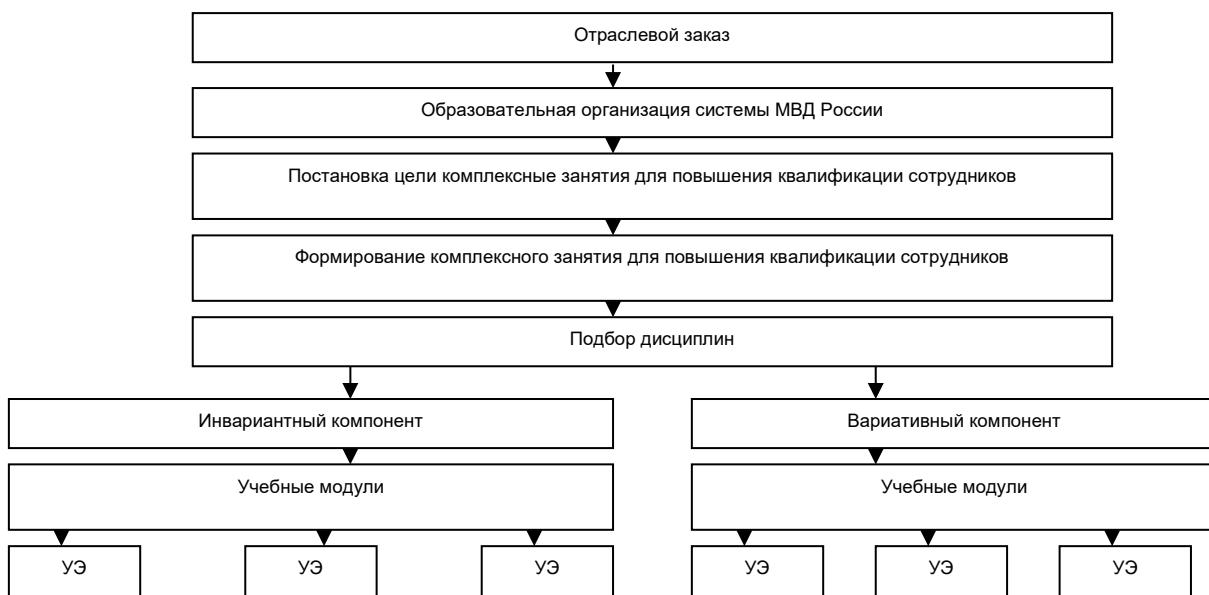 Отраслевой заказ
Образовательная организация системы МВД России
Постановка цели комплексные занятия для повышения квалификации сотрудников
Формирование комплексного занятия для повышения квалификации сотрудников
Подбор дисциплин
Инвариантный компонент
Вариативный компонент
Учебные модули
Учебные модули
УЭ
УЭ
УЭ
УЭ
УЭ
УЭ